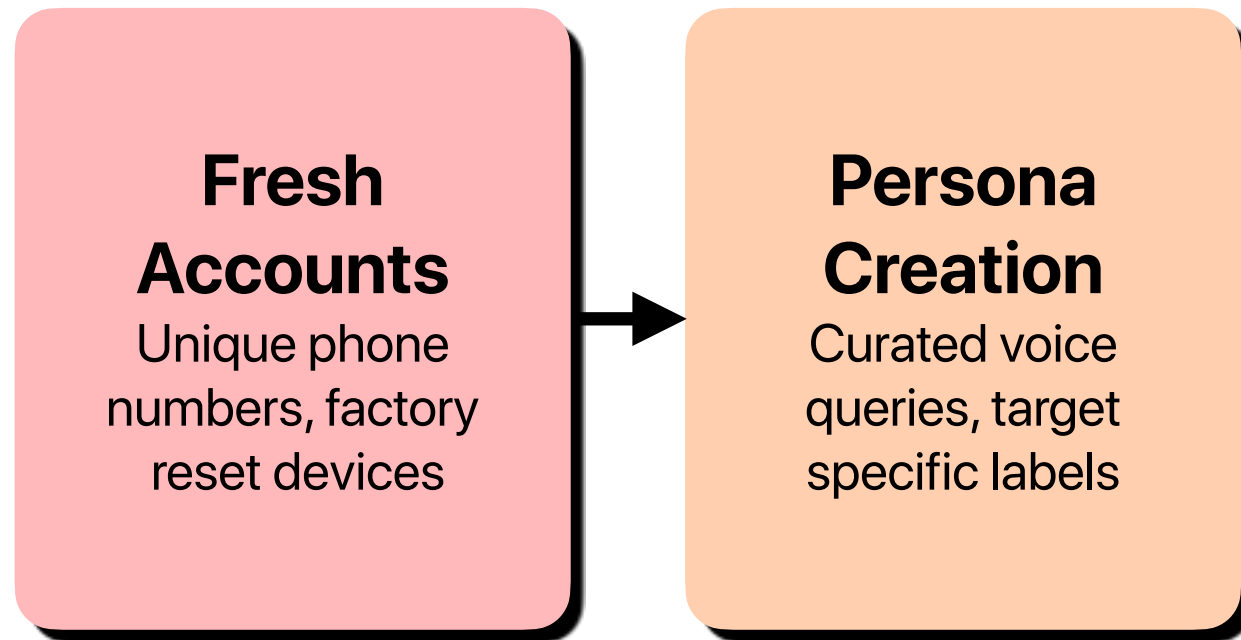 Fresh
Accounts
Unique phone
numbers, factory
reset devices
Persona
Creation
Curated voice
queries, target
specific labels